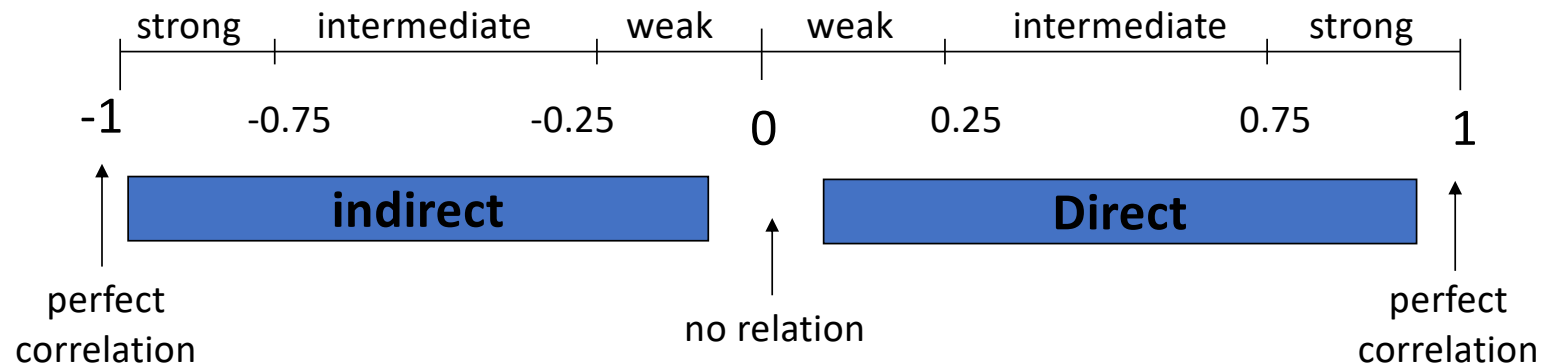 strong intermediate weak weak intermediate strong
-1 -0.75 -0.25 0 0.25 0.75 1
indirect Direct
perfect
correlation
no relation
perfect
correlation